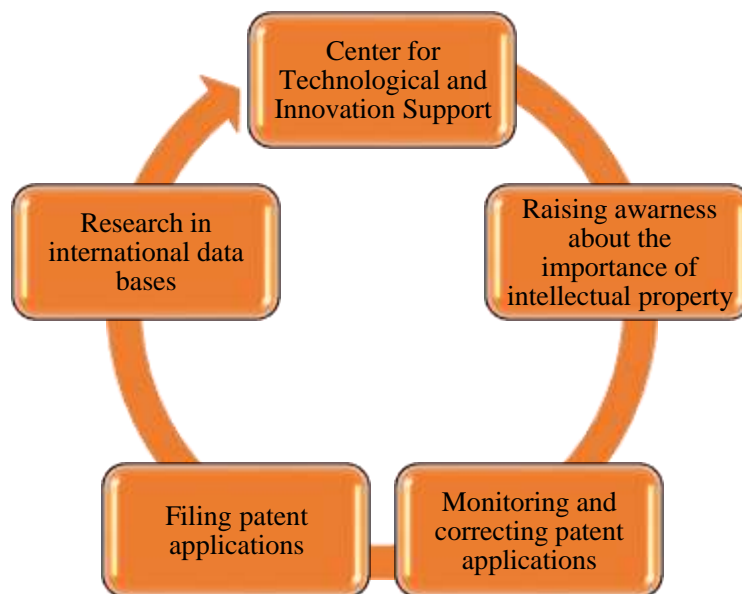 Center for
Technological and
Innovation Support
Raising awarness
about the
importance of
intellectual property
Monitoring and
correcting patent
applications
Filing patent
applications
Research in
international data
bases